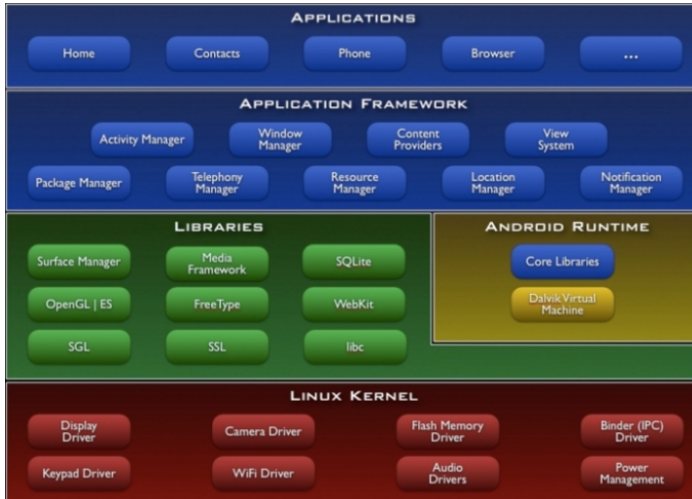 APPLICATIONS
Home
Contacts
Phone
Browser
...
APPLICATION FRAMEWORK
Activity Manager
Window
Manager
Content
Providers
View
System
Package Manager
Telephony
Manager
Resource
Manager
Location
Manager
Notification
Manager
LIBRARIES
Surface Manager
Media
Framework
SQLite
OpenGL | ES
FreeType
WebKit
SGL
SSL
libc
ANDROID RUNTIME
Core Libraries
Dalvik Virtual
Machine
LINUX KERNEL
Display
Driver
Camera Driver
Flash Memory
Driver
Binder (IPC)
Driver
Keypad Driver
WiFi Driver
Audio
Drivers
Power
Management